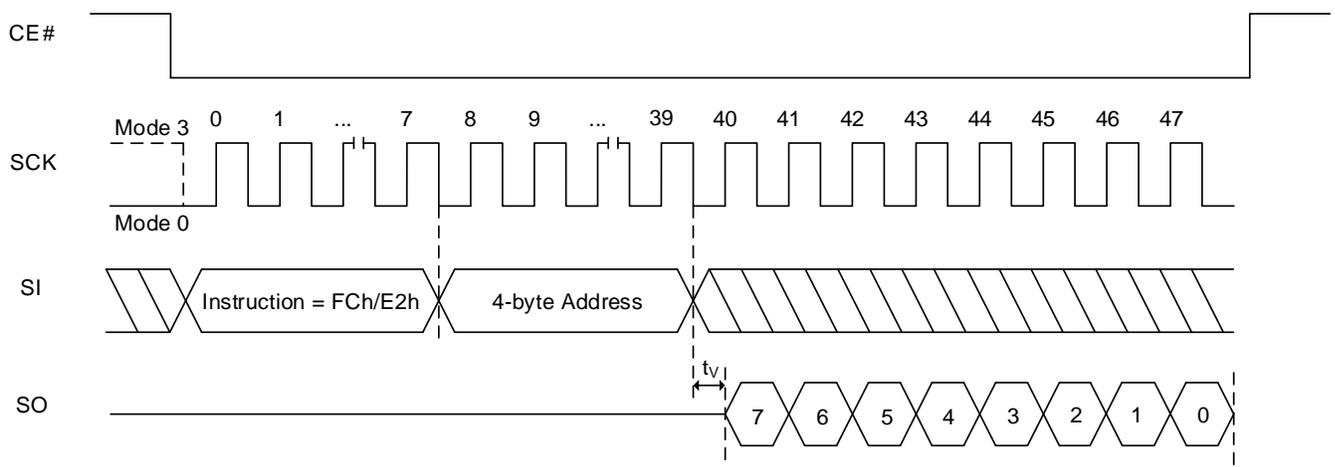 CE#
Mode 3 0 1 ... 7 8 9 ... 39 40 41 42 43 44 45 46 47
SCK
Mode 0
SI Instruction = FCh/E2h 4-byte Address
tV
SO 7 6 5 4 3 2 1 0